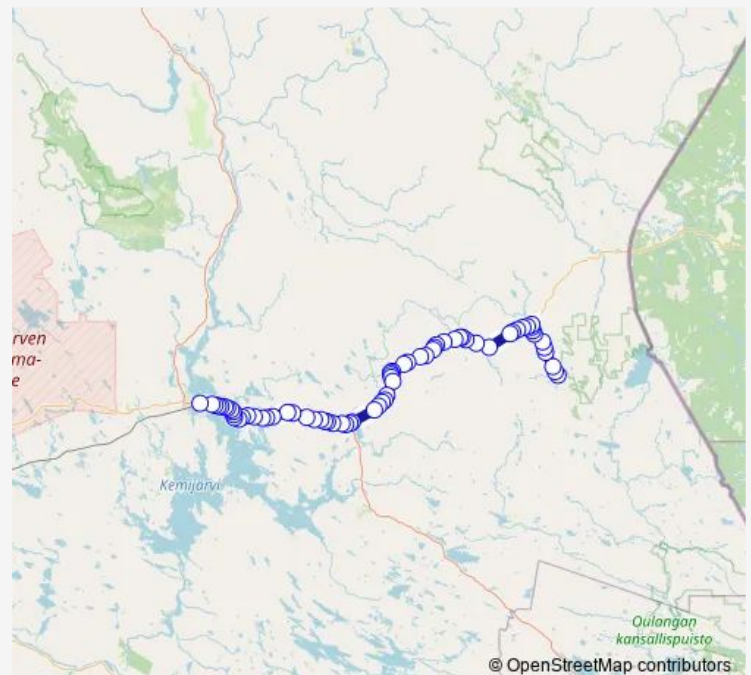 rven
ma-
e
Kemijärvi
Oulangan
kansallispuisto
© OpenStreetMap contributors